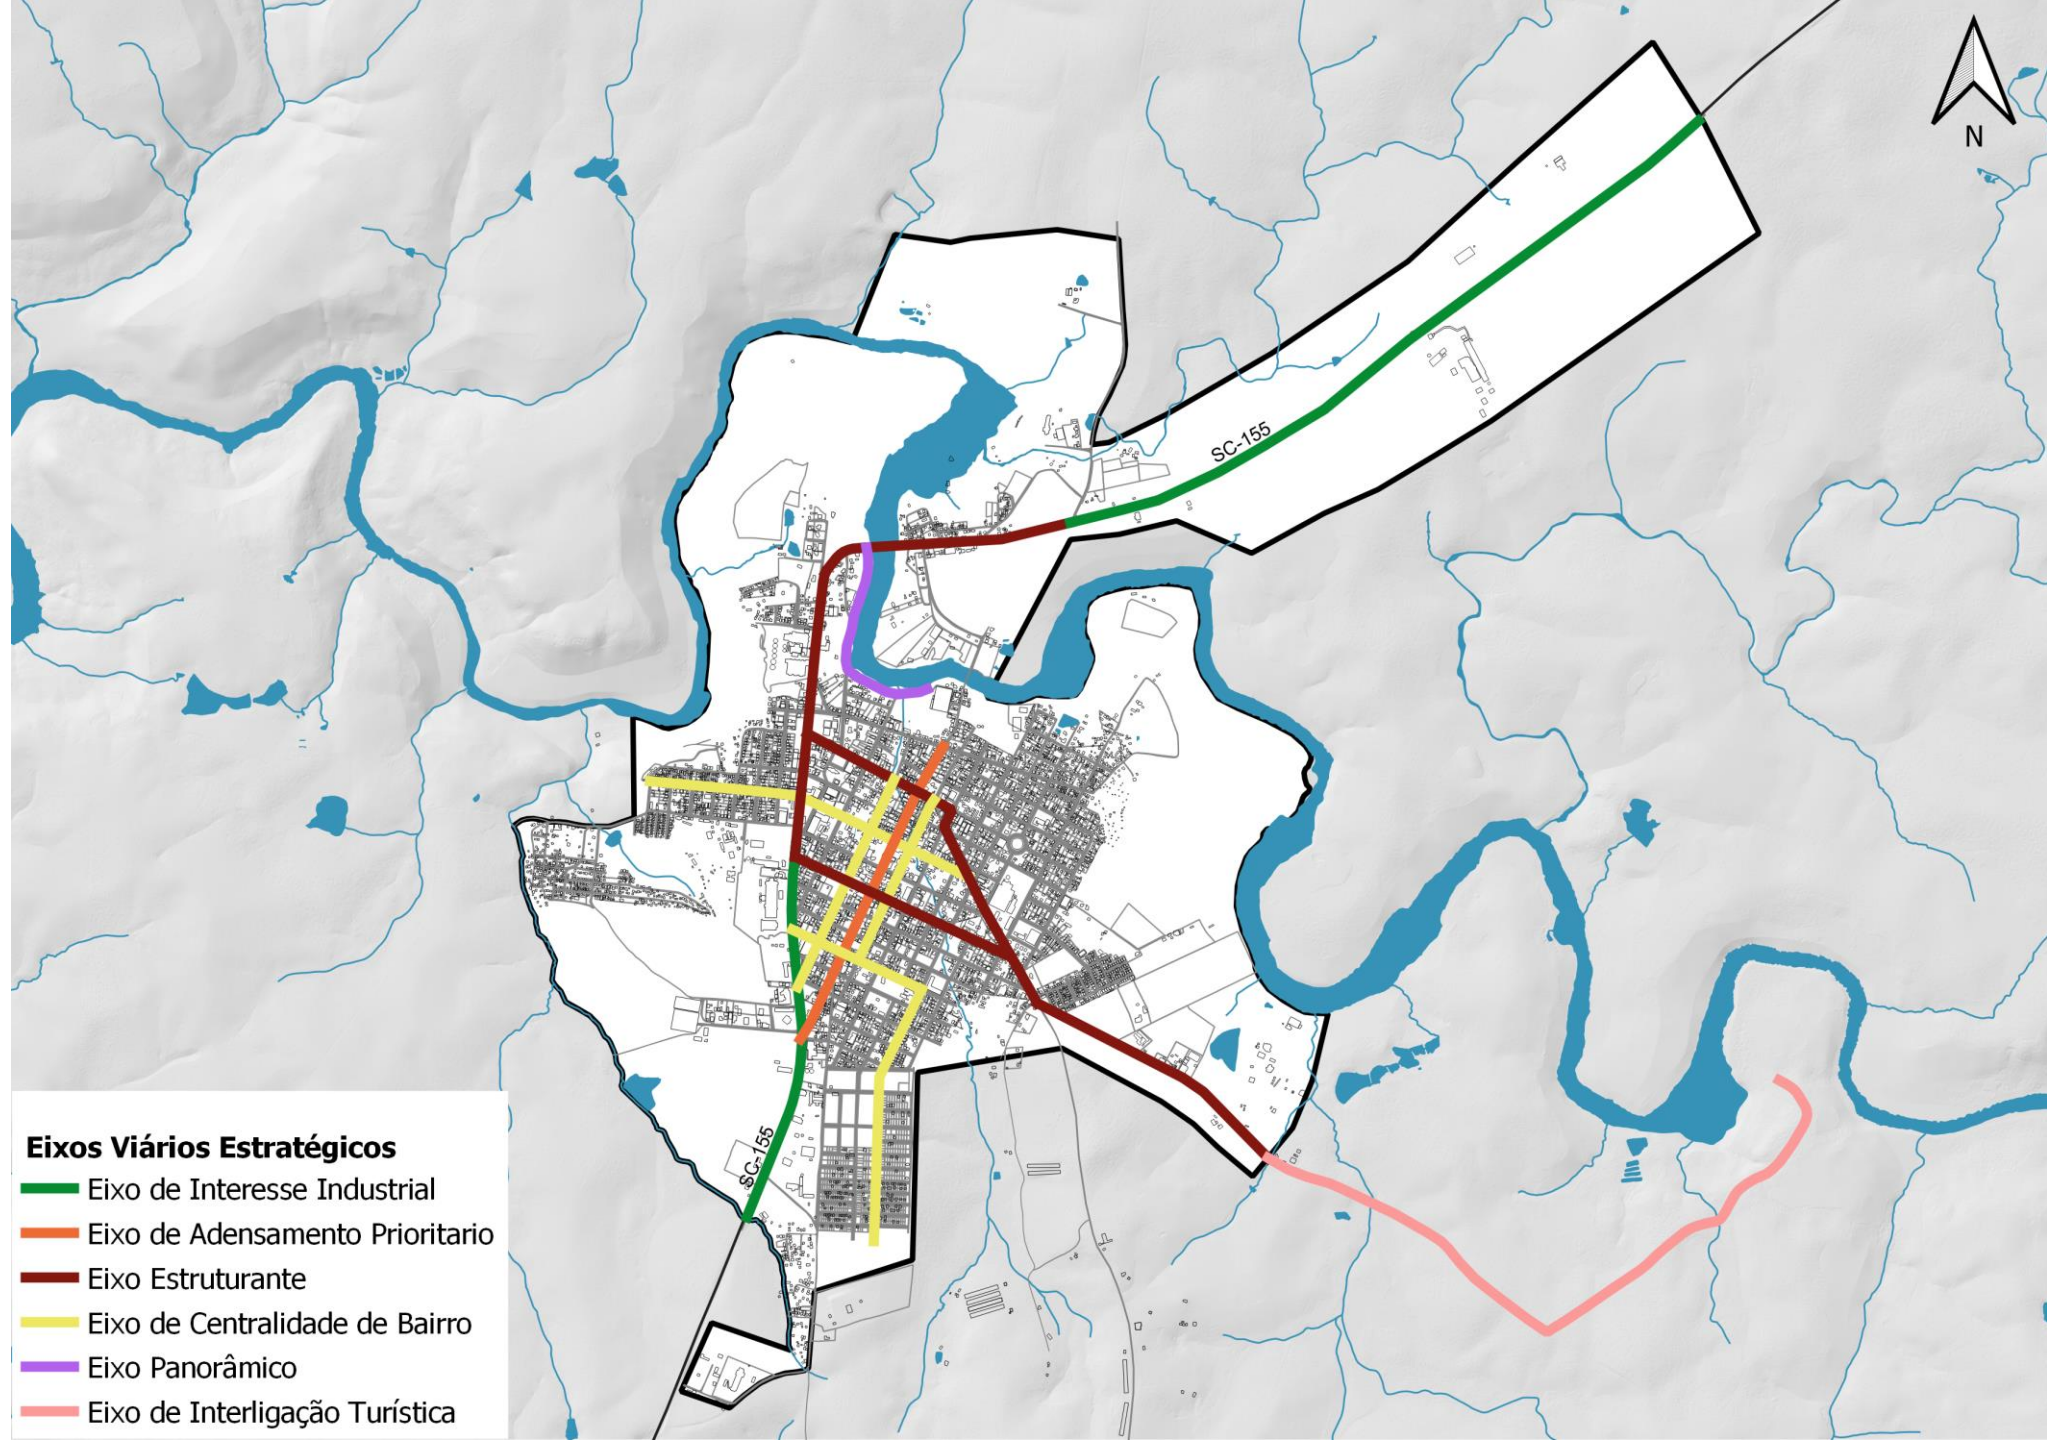 N
SC-155
SC-155
Eixos Viários Estratégicos
Eixo de Interesse Industrial
Eixo de Adensamento Prioritario
Eixo Estruturante
Eixo de Centralidade de Bairro
Eixo Panorâmico
Eixo de Interligação Turística